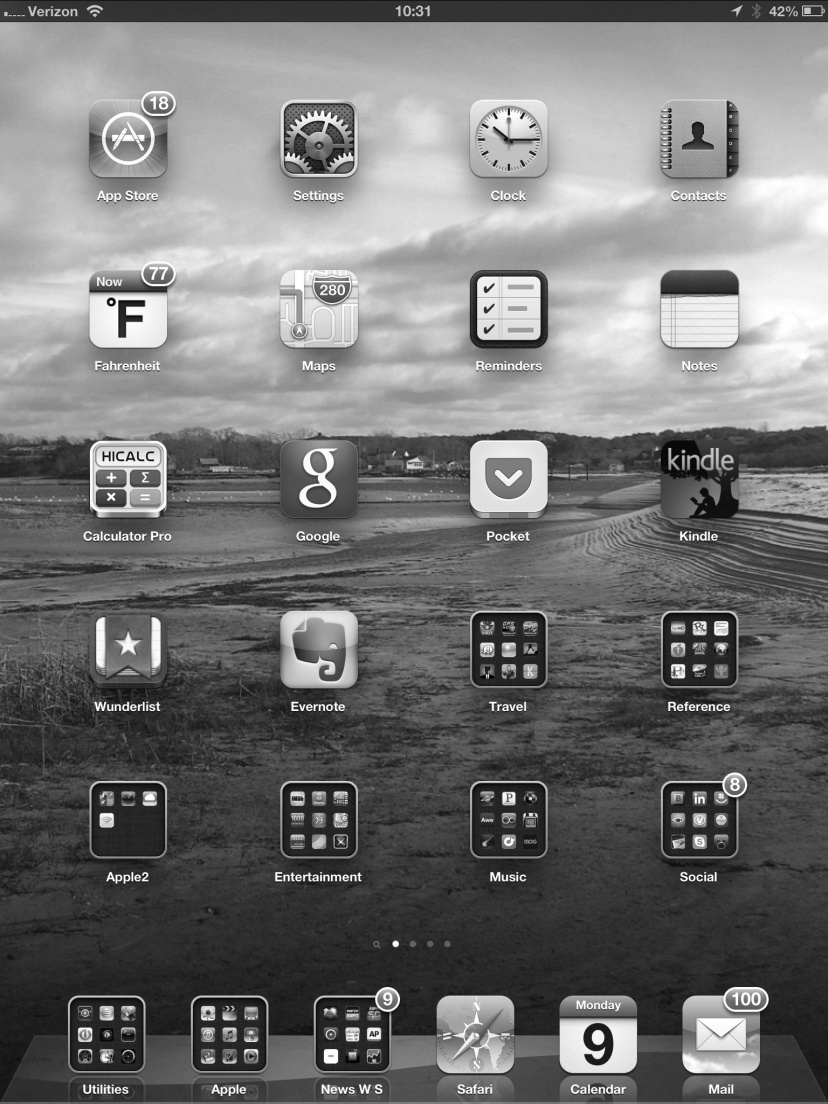 Verizon 10:31 42%
18
App Store Settings Clock Contacts
Now 77 280
°F
Fahrenheit Maps Reminders Notes
HICALC
+ Σ
× =
g kindle
Calculator Pro Google Pocket Kindle
Wunderlist Evernote Travel Reference
8
P in
Awe V
S
Apple2 Entertainment Music Social
9 100
Monday
9
AP
Utilities Apple News W S Safari Calendar Mail